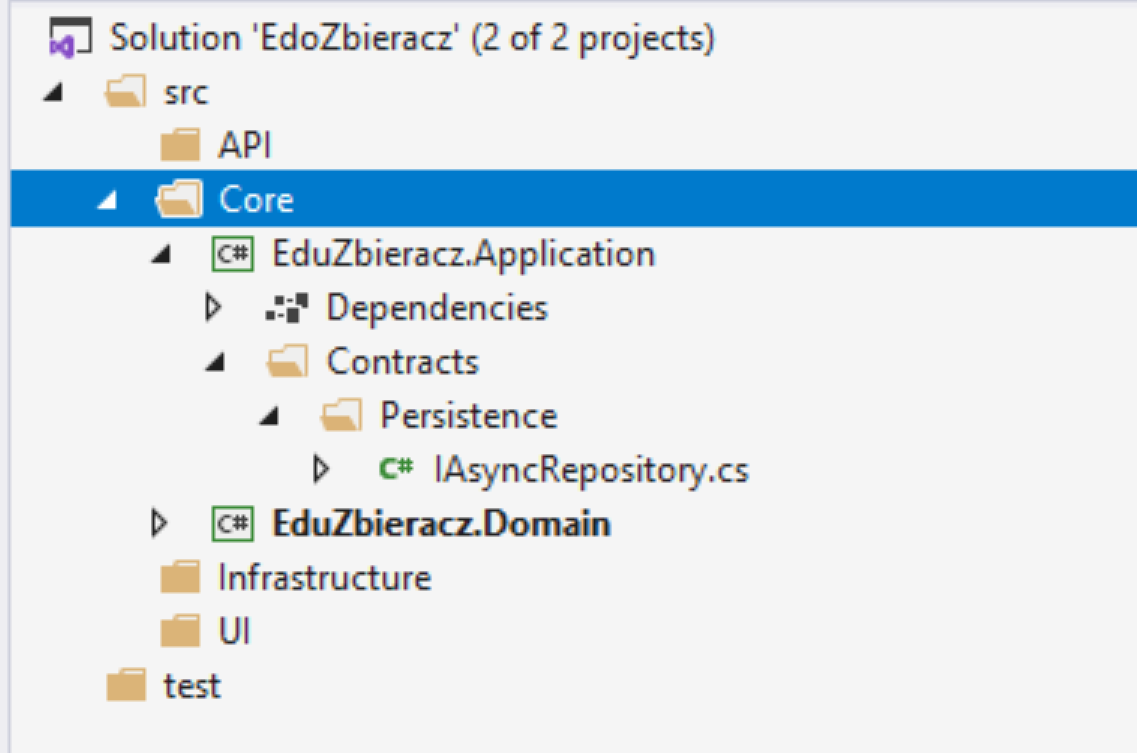 Solution 'EdoZbieracz' (2 of 2 projects)
src
API
Core
C# EduZbieracz.Application
Dependencies
Contracts
Persistence
C# IAsyncRepository.cs
C# EduZbieracz.Domain
Infrastructure
UI
test